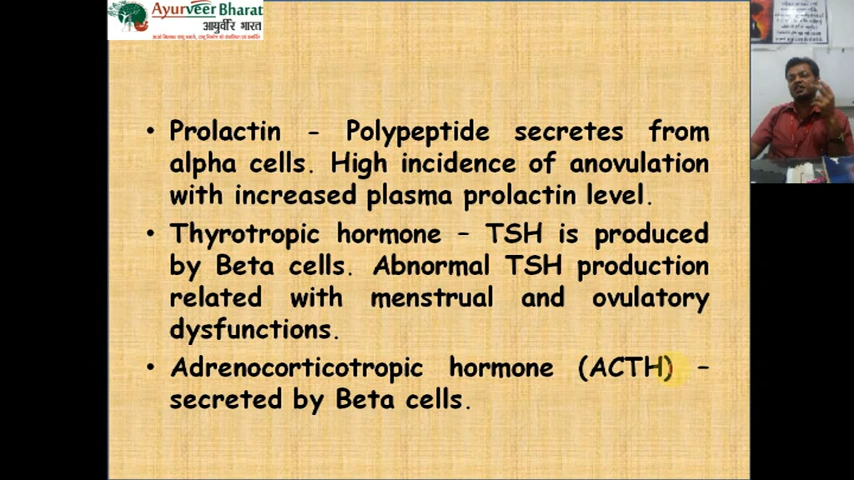 Ayurveer Bharat
आयुर्वीर भारत
• Prolactin - Polypeptide secretes from
alpha cells. High incidence of anovulation
with increased plasma prolactin level.
• Thyrotropic hormone – TSH is produced
by Beta cells. Abnormal TSH production
related with menstrual and ovulatory
dysfunctions.
• Adrenocorticotropic hormone (ACTH) –
secreted by Beta cells.